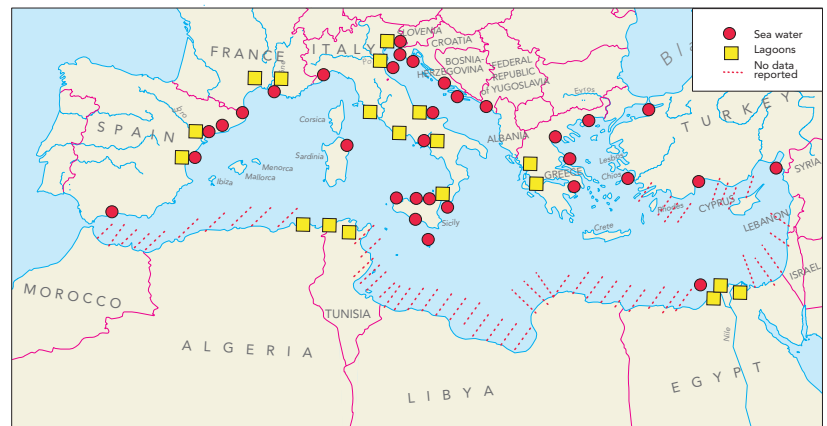 Sea water
Lagoons
No data
reported
SLOVENIA
CROATIA
FRANCE
ITALY
BOSNIA-
HERZEGOVINA
FEDERAL
REPUBLIC
of YUGOSLAVIA
Bla
Po
Evros
TURKEY
Corsica
SPAIN
ALBANIA
Sardinia
Menorca
Mallorca
Ibiza
Lesbos
GREECE
Chios
SYRIA
CYPRUS
Rhodes
LEBANON
Sicily
Crete
ISRAEL
MOROCCO
TUNISIA
Nile
ALGERIA
EGYPT
LIBYA